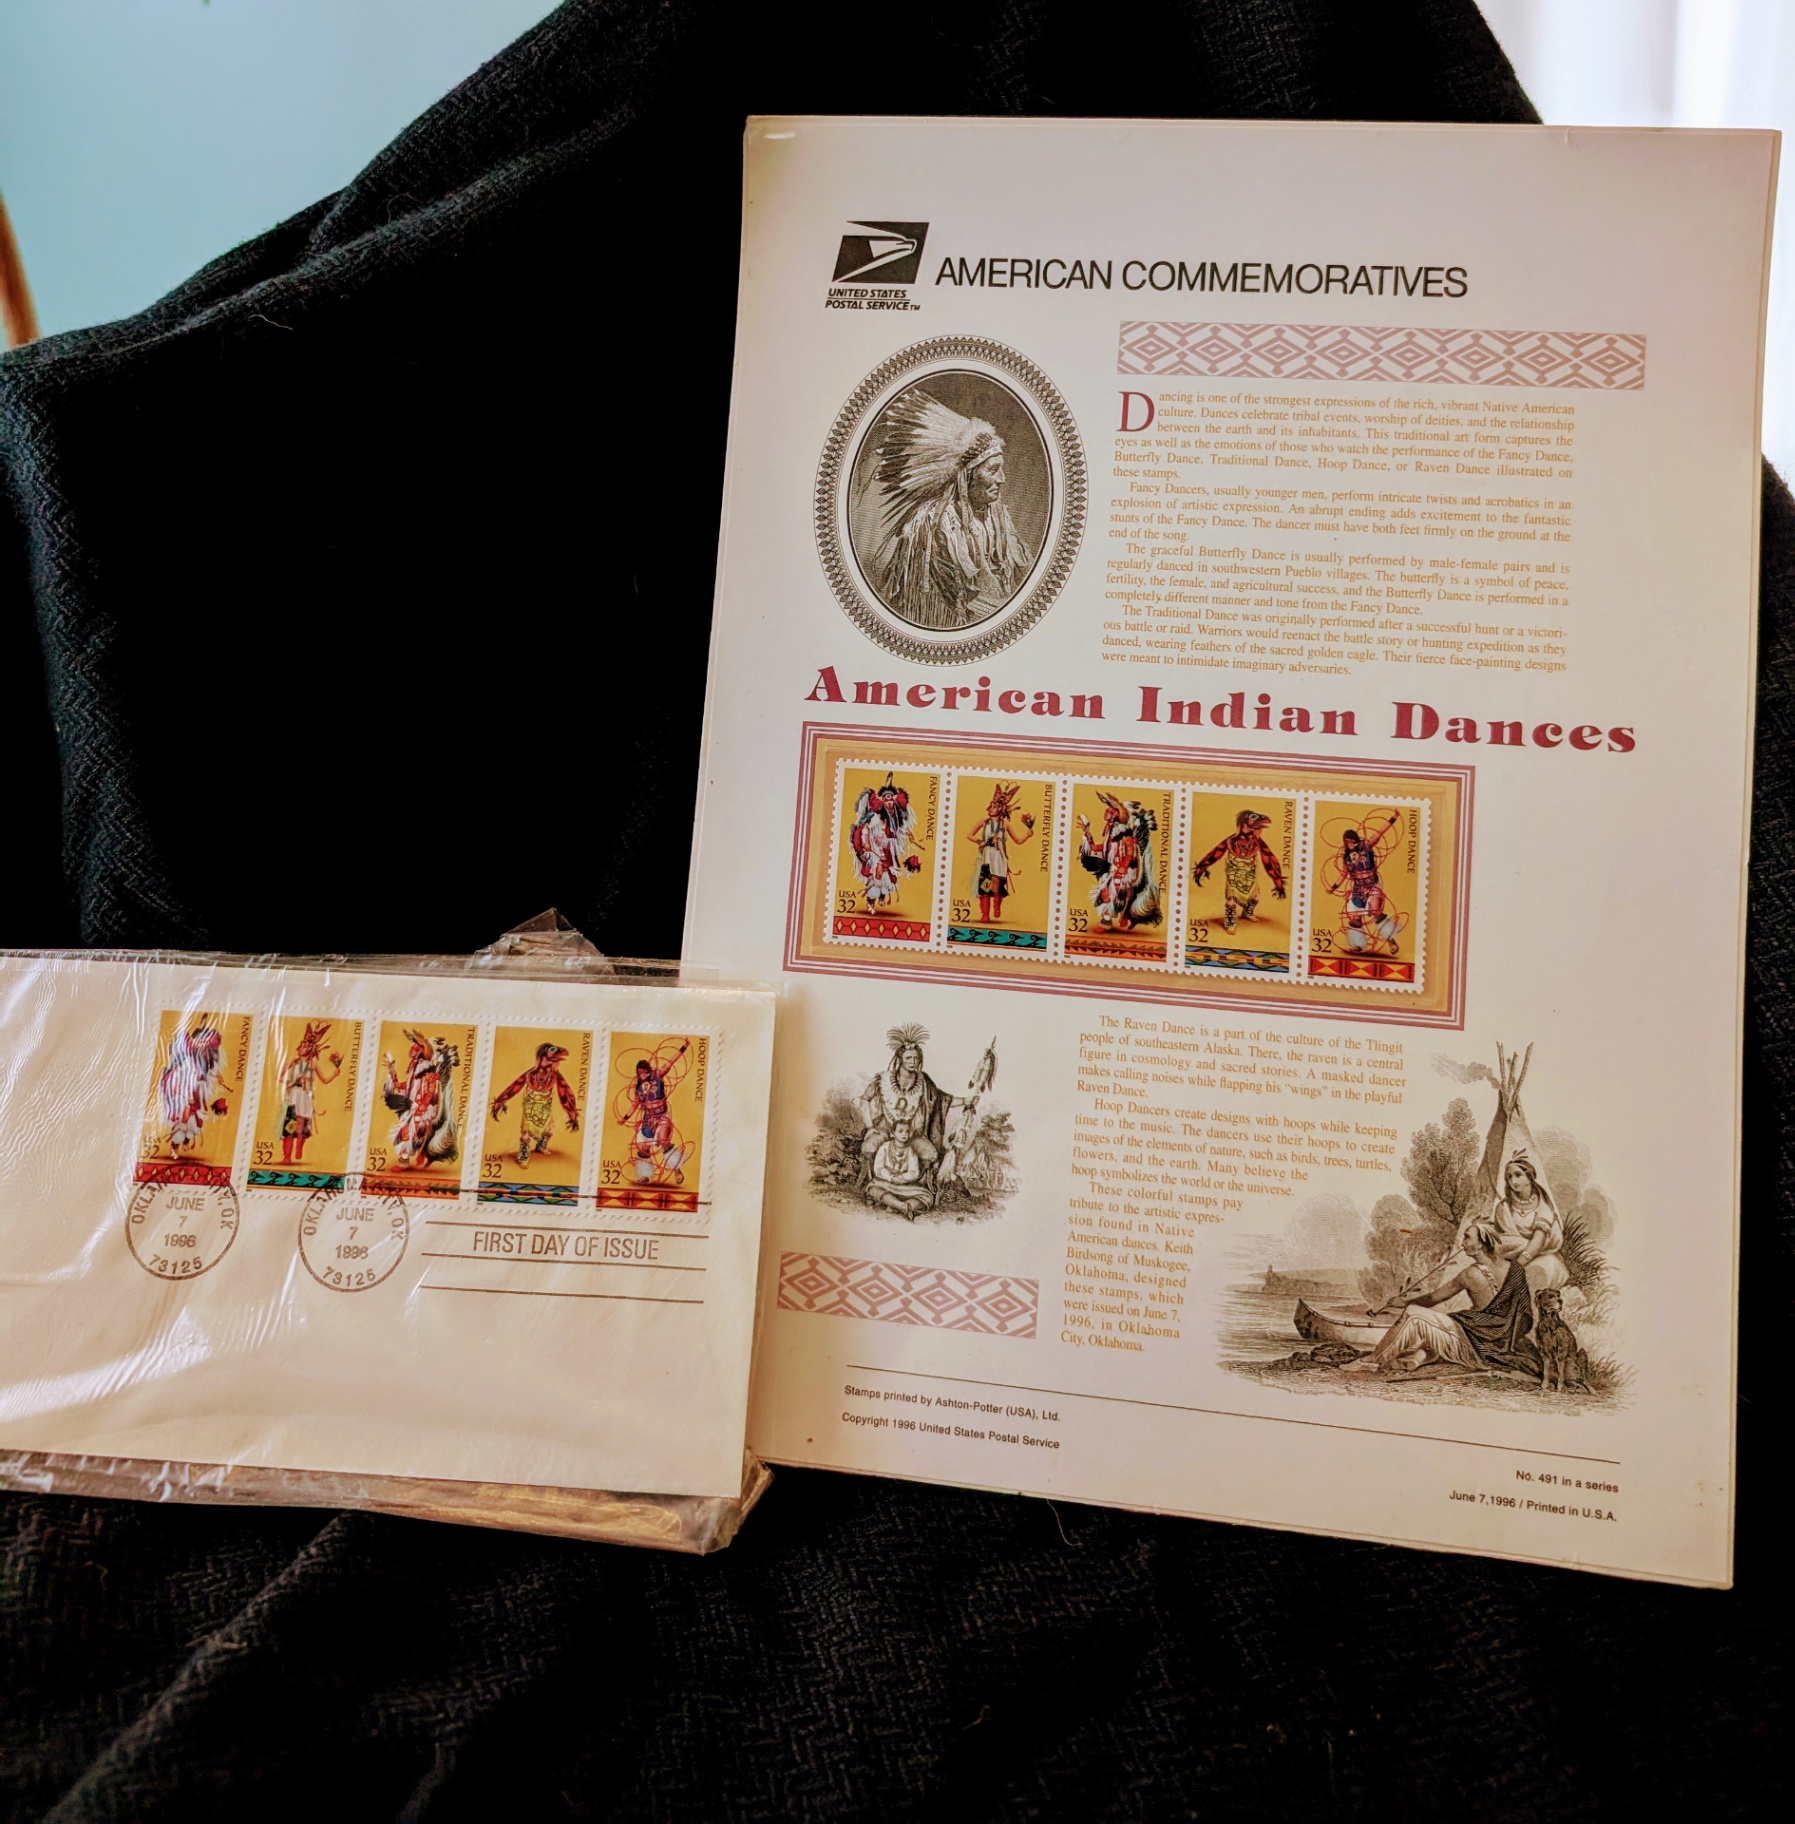 UNITED STATES
POSTAL SERVICE™
AMERICAN COMMEMORATIVES
Dancing is one of the strongest expressions of the rich, vibrant Native American
culture. Dances celebrate tribal events, worship of deities, and the relationship
between the earth and its inhabitants. This traditional art form captures the
eyes as well as the emotions of those who watch the performance of the Fancy Dance,
Butterfly Dance, Traditional Dance, Hoop Dance, or Raven Dance illustrated on
these stamps.
Fancy Dancers, usually younger men, perform intricate twists and acrobatics in an
explosion of artistic expression. An abrupt ending adds excitement to the fantastic
stunts of the Fancy Dance. The dancer must have both feet firmly on the ground at the
end of the song.
The graceful Butterfly Dance is usually performed by male-female pairs and is
regularly danced in southwestern Pueblo villages. The butterfly is a symbol of peace,
fertility, the female, and agricultural success, and the Butterfly Dance is performed in a
completely different manner and tone from the Fancy Dance.
The Traditional Dance was originally performed after a successful hunt or a victori-
ous battle or raid. Warriors would reenact the battle story or hunting expedition as they
danced, wearing feathers of the sacred golden eagle. Their fierce face-painting designs
were meant to intimidate imaginary adversaries.
American Indian Dances
FANCY DANCE
USA
32
BUTTERFLY DANCE
USA
32
TRADITIONAL DANCE
USA
32
RAVEN DANCE
USA
32
HOOP DANCE
USA
32
The Raven Dance is a part of the culture of the Tlingit
people of southeastern Alaska. There, the raven is a central
figure in cosmology and sacred stories. A masked dancer
makes calling noises while flapping his "wings" in the playful
Raven Dance.
Hoop Dancers create designs with hoops while keeping
time to the music. The dancers use their hoops to create
images of the elements of nature, such as birds, trees, turtles,
flowers, and the earth. Many believe the
hoop symbolizes the world or the universe.
These colorful stamps pay
tribute to the artistic expres-
sion found in Native
American dances. Keith
Birdsong of Muskogee,
Oklahoma, designed
these stamps, which
were issued on June 7,
1996, in Oklahoma
City, Oklahoma.
Stamps printed by Ashton-Potter (USA), Ltd.
Copyright 1996 United States Postal Service
No. 491 in a series
June 7,1996 / Printed in U.S.A.
FANCY DANCE
USA
32
BUTTERFLY DANCE
USA
32
TRADITIONAL DANCE
USA
32
RAVEN DANCE
USA
32
HOOP DANCE
USA
32
OK
JUNE
7
1996
73125
OK
JUNE
7
1996
73125
FIRST DAY OF ISSUE